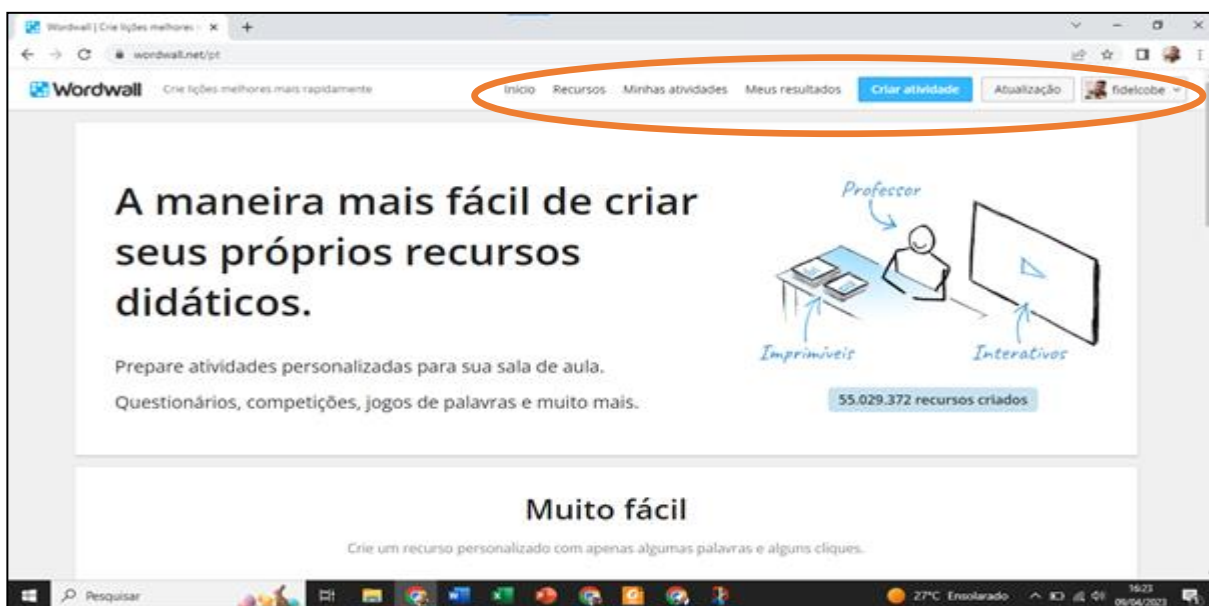 Wordwall | Crie lições melhores -
wordwall.net/pt
Wordwall Crie lições melhores mais rapidamente Início Recursos Minhas atividades Meus resultados Criar atividade Atualização fidelcobe
A maneira mais fácil de criar
seus próprios recursos
didáticos.
Prepare atividades personalizadas para sua sala de aula.
Questionários, competições, jogos de palavras e muito mais.
Professor
Imprimíveis Interativos
55.029.372 recursos criados
Muito fácil
Crie um recurso personalizado com apenas algumas palavras e alguns cliques.
Pesquisar 27°C Ensolarado 16:23
09/04/2023